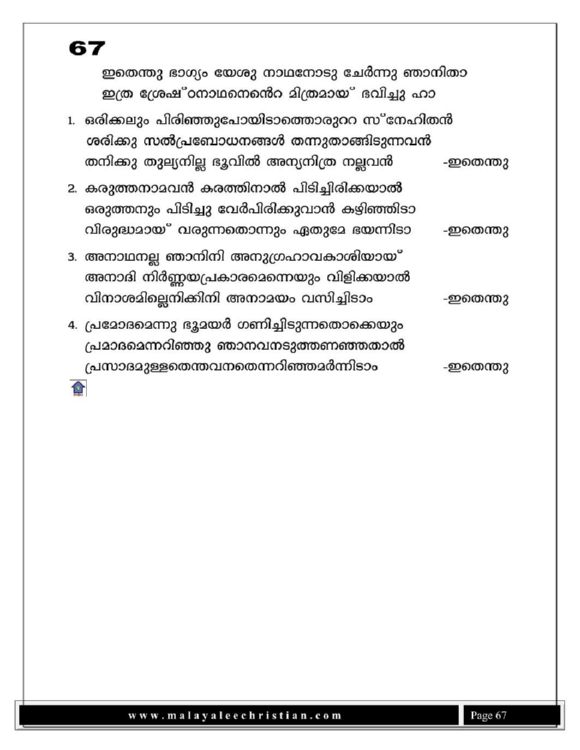 67
ഇതെന്തു ഭാഗ്യം യേശു നാഥനോടു ചേർന്നു ഞാനിതാ
ഇത്ര ശ്രേഷ്ഠനാഥനെൻെറ മിത്രമായ് ഭവിച്ചു ഹാ
1. ഒരിക്കലും പിരിഞ്ഞുപോയിടാത്തൊരുററ സ്നേഹിതൻ
ശരിക്കു സൽപ്രബോധനങ്ങൾ തന്നുതാങ്ങിടുന്നവൻ
തനിക്കു തുല്യനില്ല ഭൂവിൽ അന്യനിത്ര നല്ലവൻ -ഇതെന്തു
2. കരുത്തനാമവൻ കരത്തിനാൽ പിടിച്ചിരിക്കയാൽ
ഒരുത്തനും പിടിച്ചു വേർപിരിക്കുവാൻ കഴിഞ്ഞിടാ
വിരുദ്ധമായ് വരുന്നതൊന്നും ഏതുമേ ഭയന്നിടാ -ഇതെന്തു
3. അനാഥനല്ല ഞാനിനി അനുഗ്രഹാവകാശിയായ്
അനാദി നിർണ്ണയപ്രകാരമെന്നെയും വിളിക്കയാൽ
വിനാശമില്ലെനിക്കിനി അനാമയം വസിച്ചിടാം -ഇതെന്തു
4. പ്രമോദമെന്നു ഭൂമയർ ഗണിച്ചിടുന്നതൊക്കെയും
പ്രമാദമെന്നറിഞ്ഞു ഞാനവനടുത്തണഞ്ഞതാൽ
പ്രസാദമുള്ളതെന്തവനതെന്നറിഞ്ഞമർന്നിടാം -ഇതെന്തു
www.malayaleechristian.com Page 67